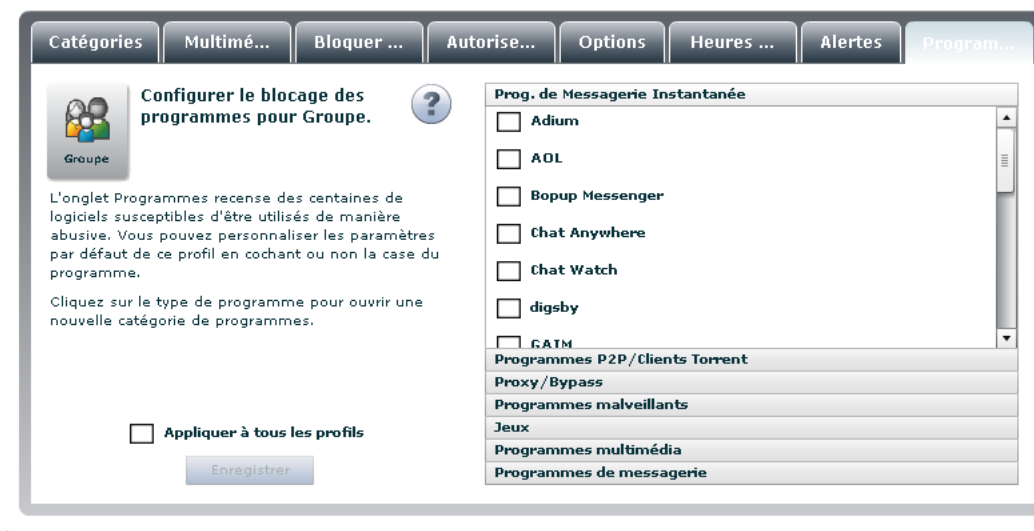 Catégories Multimé... Bloquer ... Autorise... Options Heures ... Alertes Program...
Configurer le blocage des
programmes pour Groupe.
?
Groupe
L'onglet Programmes recense des centaines de
logiciels susceptibles d'être utilisés de manière
abusive. Vous pouvez personnaliser les paramètres
par défaut de ce profil en cochant ou non la case du
programme.
Cliquez sur le type de programme pour ouvrir une
nouvelle catégorie de programmes.
Appliquer à tous les profils
Enregistrer
Prog. de Messagerie Instantanée
Adium
AOL
Bopup Messenger
Chat Anywhere
Chat Watch
digsby
GAIM
Programmes P2P/Clients Torrent
Proxy/Bypass
Programmes malveillants
Jeux
Programmes multimédia
Programmes de messagerie